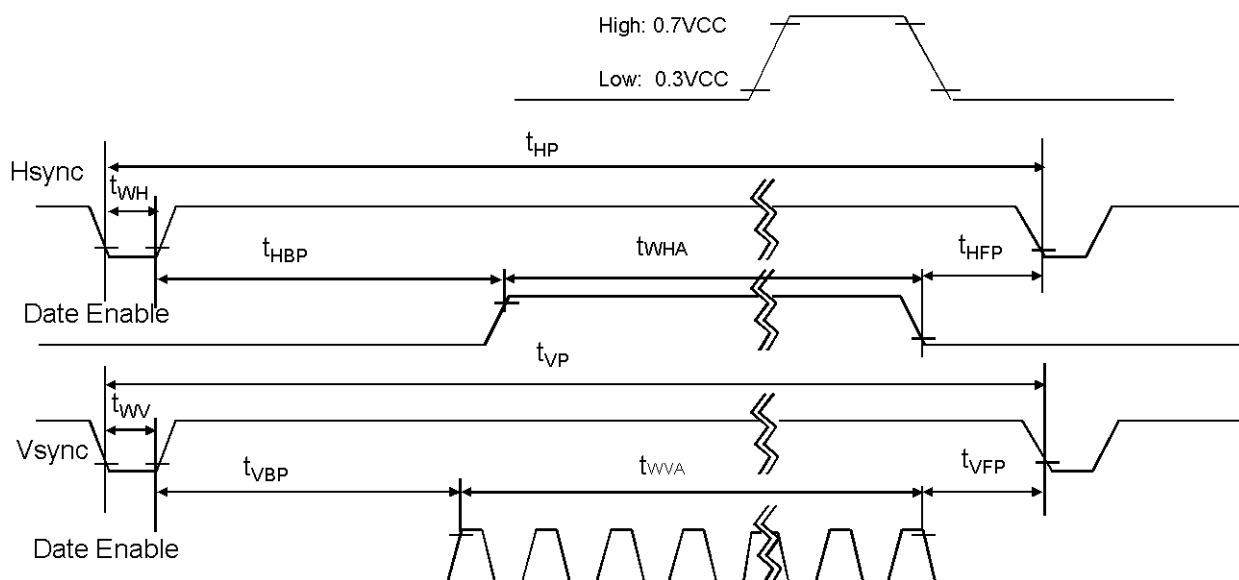 High: 0.7VCC
Low: 0.3VCC
tHP
Hsync
tWH
tHBP
tWHA
tHFP
Date Enable
tVP
tWV
Vsync
tVBP
tWVA
tVFP
Date Enable